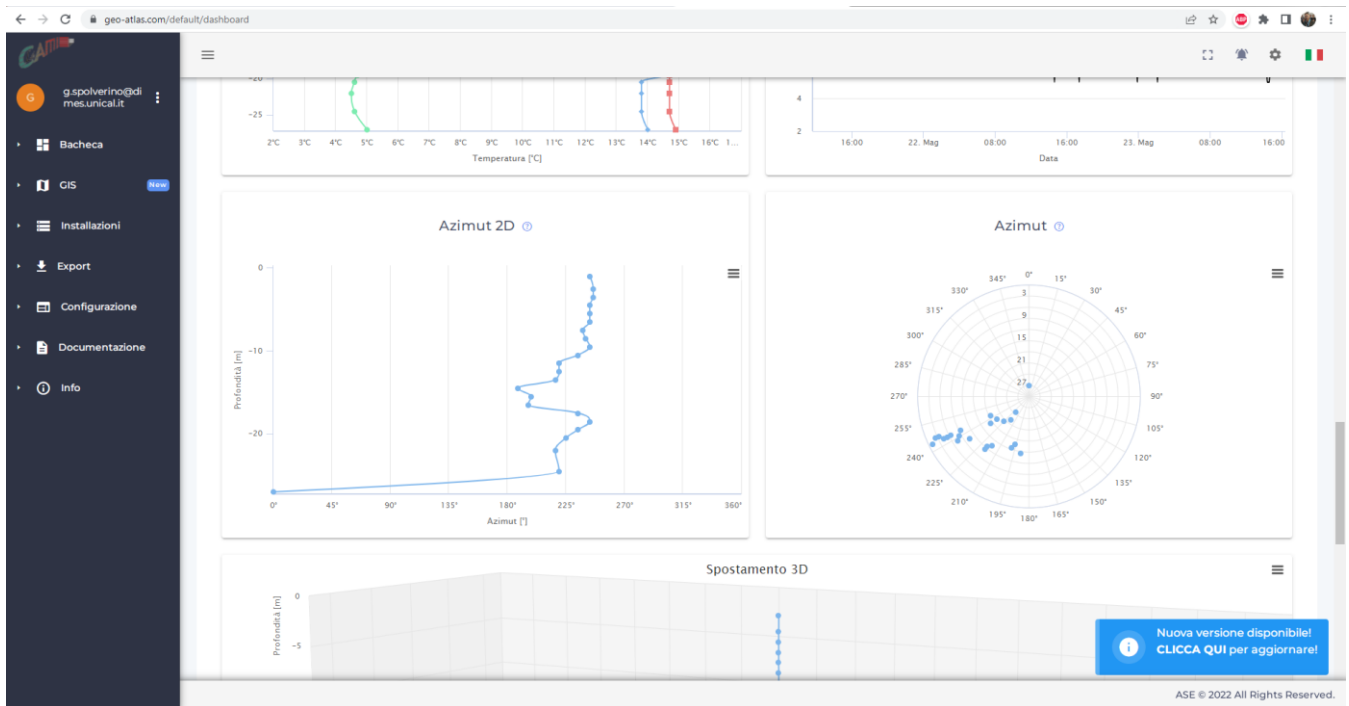 geo-atlas.com/default/dashboard
ABP
G
g.spolverino@di
mes.unical.it
Bacheca
GIS
New
Installazioni
Export
Configurazione
Documentazione
Info
-20
-25
2°C 3°C 4°C 5°C 6°C 7°C 8°C 9°C 10°C 11°C 12°C 13°C 14°C 15°C 16°C 1...
Temperatura [°C]
4
2
16:00 22. Mag 08:00 16:00 23. Mag 08:00 16:00
Data
Azimut 2D
0
-10
-20
Profondità [m]
0° 45° 90° 135° 180° 225° 270° 315° 360°
Azimut [°]
Azimut
0°
15°
30°
45°
60°
75°
90°
105°
120°
135°
150°
165°
180°
195°
210°
225°
240°
255°
270°
285°
300°
315°
330°
345°
3
9
15
21
27
Spostamento 3D
0
-5
Profondità [m]
Nuova versione disponibile!
CLICCA QUI per aggiornare!
ASE © 2022 All Rights Reserved.